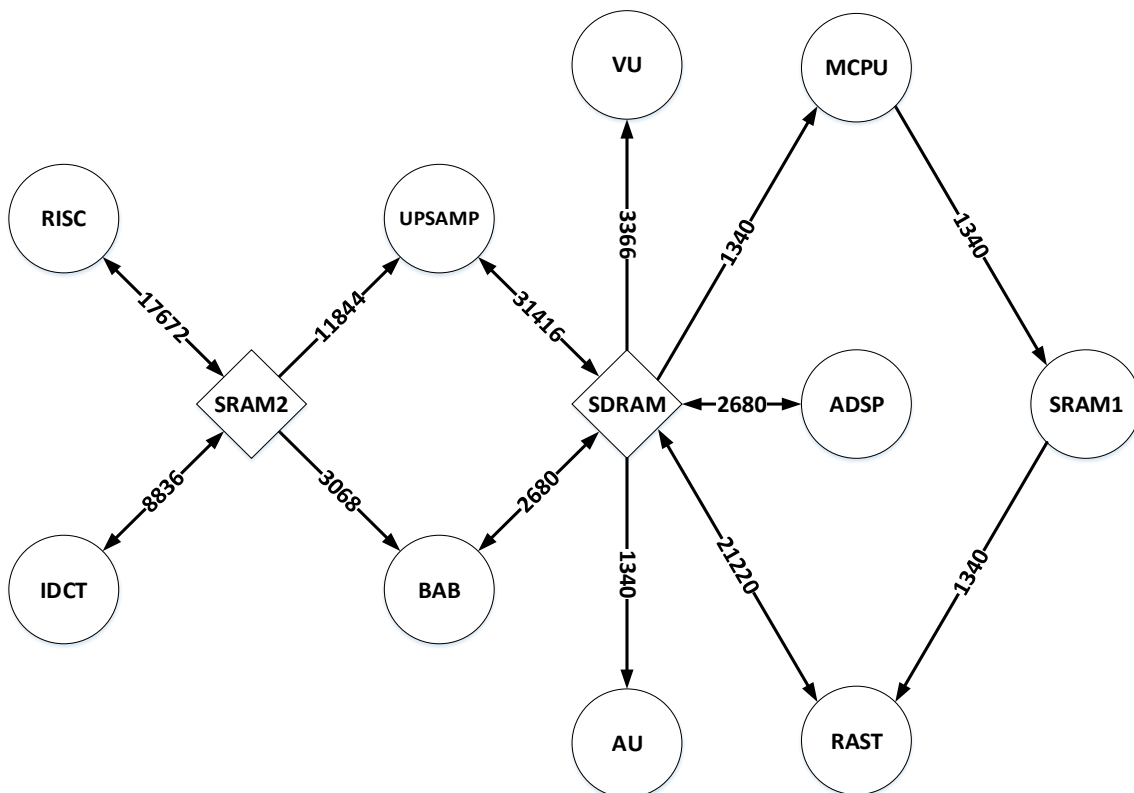 VU
MCPU
RISC
UPSAMP
3366
1340
1340
17672
11844
31416
SRAM2
SDRAM
2680
ADSP
SRAM1
8836
3068
2680
1340
21220
1340
IDCT
BAB
AU
RAST